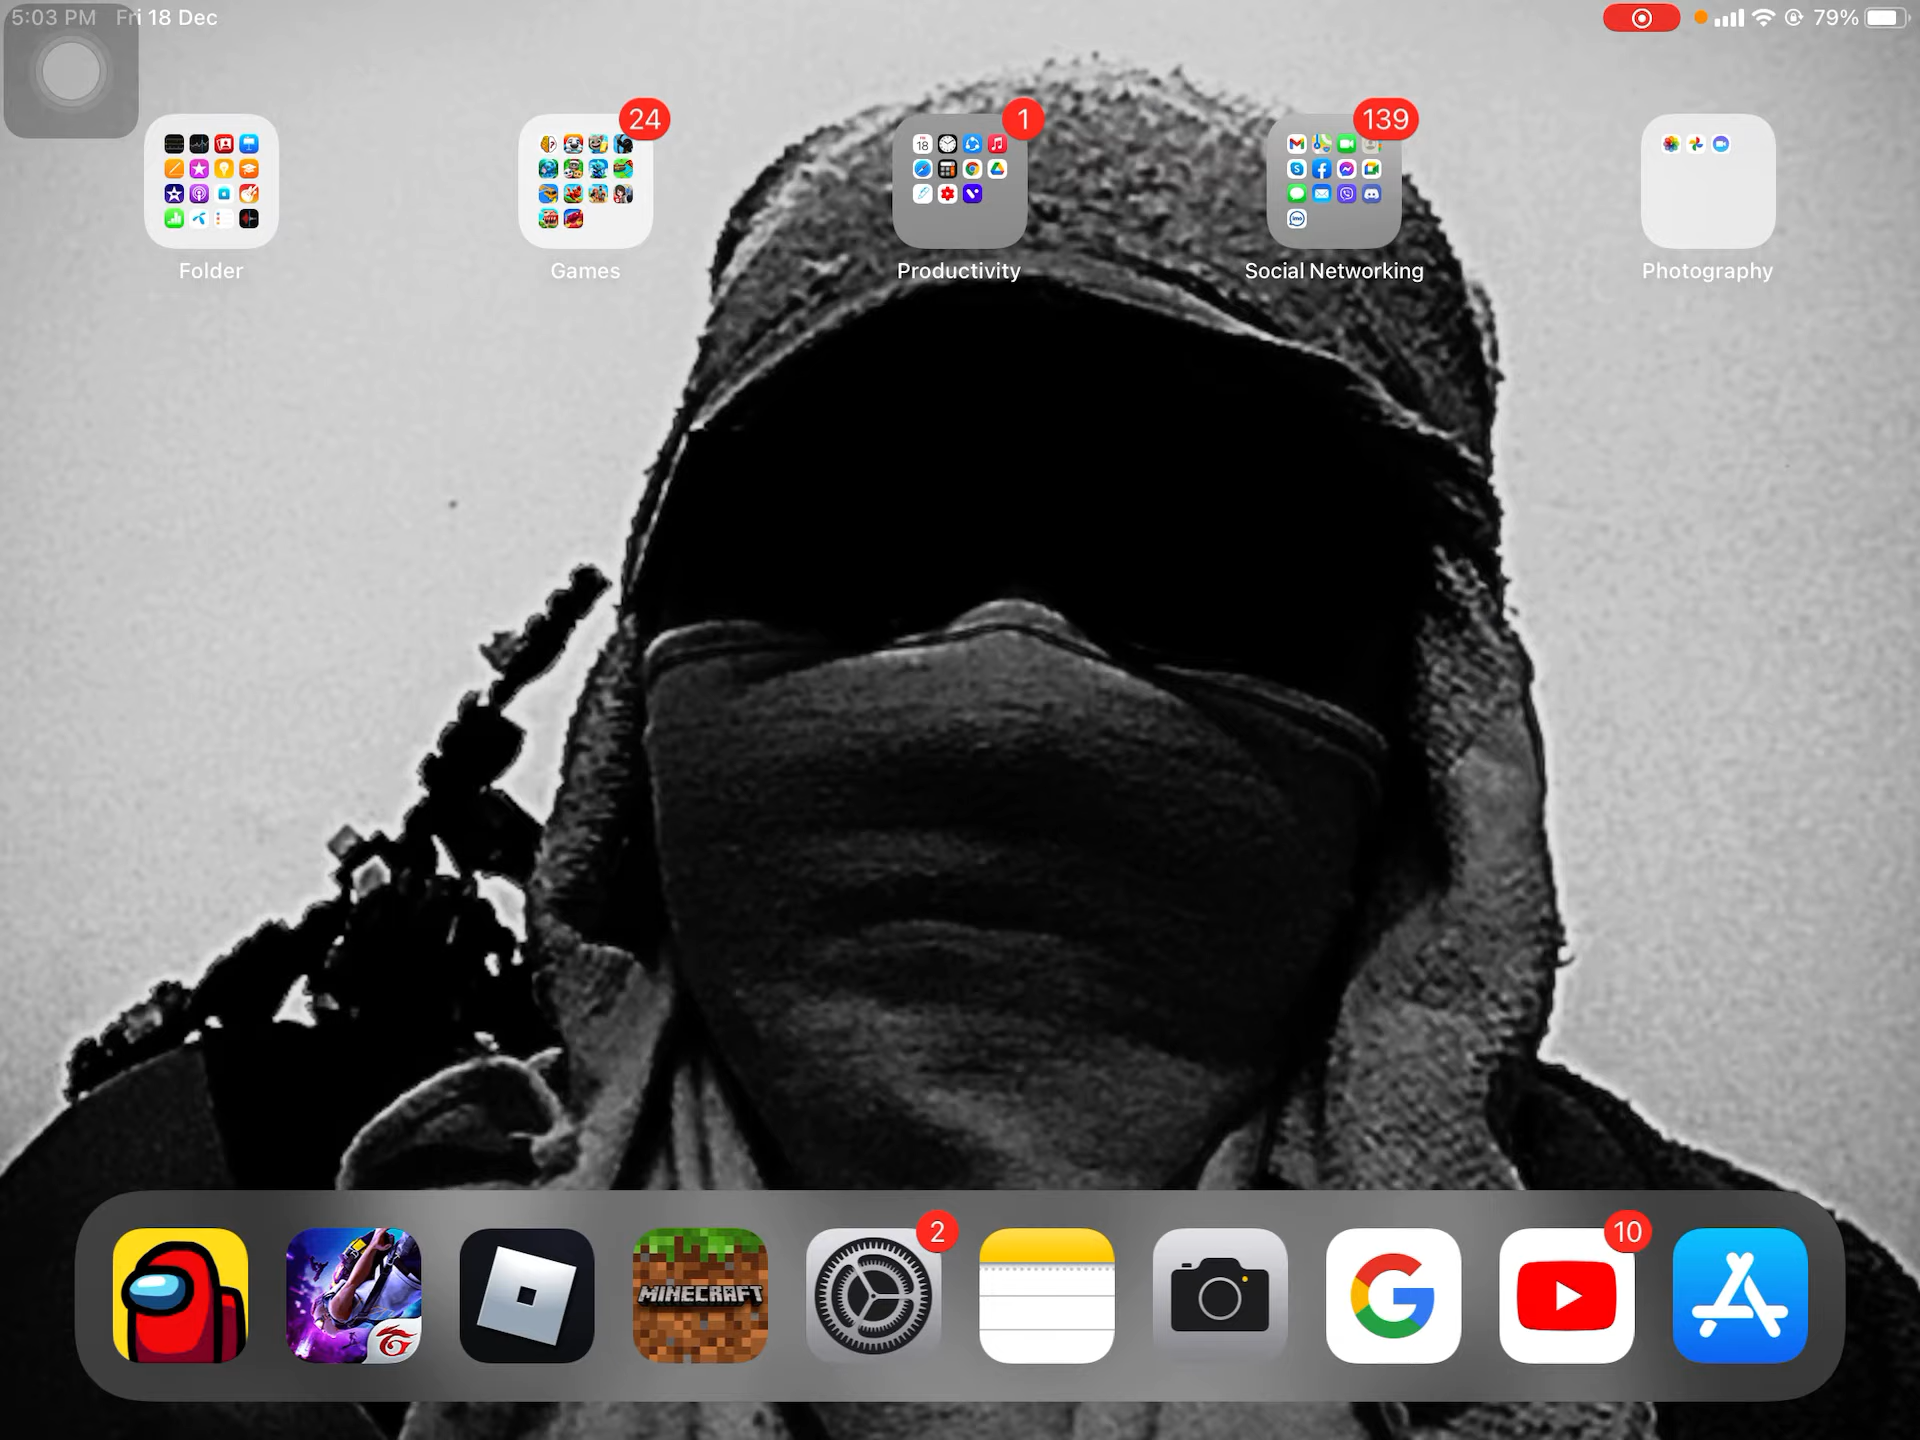 5:03 PM Fri 18 Dec
79%
24
1
139
18
Folder
Games
Productivity
Social Networking
Photography
2
10
MINECRAFT